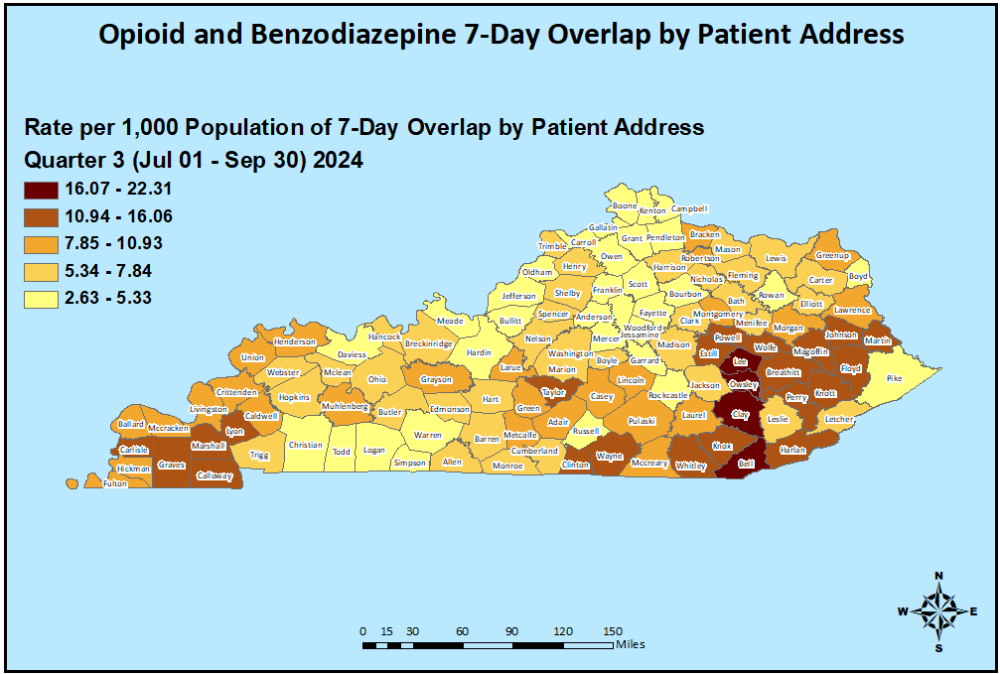 Opioid and Benzodiazepine 7-Day Overlap by Patient Address
Rate per 1,000 Population of 7-Day Overlap by Patient Address
Quarter 3 (Jul 01 - Sep 30) 2024
16.07 - 22.31
10.94 - 16.06
7.85 - 10.93
5.34 - 7.84
2.63 - 5.33
Boone
Kenton
Campbell
Gallatin
Trimble
Carroll
Grant
Pendleton
Bracken
Mason
Owen
Robertson
Lewis
Greenup
Oldham
Henry
Harrison
Fleming
Carter
Boyd
Jefferson
Shelby
Franklin
Scott
Nicholas
Bourbon
Rowan
Elliott
Lawrence
Bullitt
Spencer
Anderson
Fayette
Woodford
Montgomery
Bath
Meade
Clark
Menifee
Morgan
Johnson
Martin
Nelson
Mercer
Jessamine
Madison
Powell
Union
Henderson
Daviess
Hancock
Breckinridge
Hardin
Washington
Boyle
Garrard
Estill
Wolfe
Magoffin
Floyd
Pike
Webster
Mclean
Ohio
Grayson
Larue
Marion
Lincoln
Rockcastle
Jackson
Lee
Owsley
Breathitt
Knott
Crittenden
Hopkins
Muhlenberg
Butler
Edmonson
Hart
Taylor
Green
Casey
Perry
Livingston
Caldwell
Ballard
Mccracken
Lyon
Christian
Todd
Logan
Warren
Barren
Metcalfe
Adair
Russell
Pulaski
Laurel
Clay
Leslie
Letcher
Carlisle
Marshall
Graves
Trigg
Simpson
Allen
Monroe
Cumberland
Clinton
Wayne
Mccreary
Whitley
Knox
Bell
Harlan
Hickman
Calloway
Fulton
N
W
E
S
0 15 30 60 90 120 150
Miles